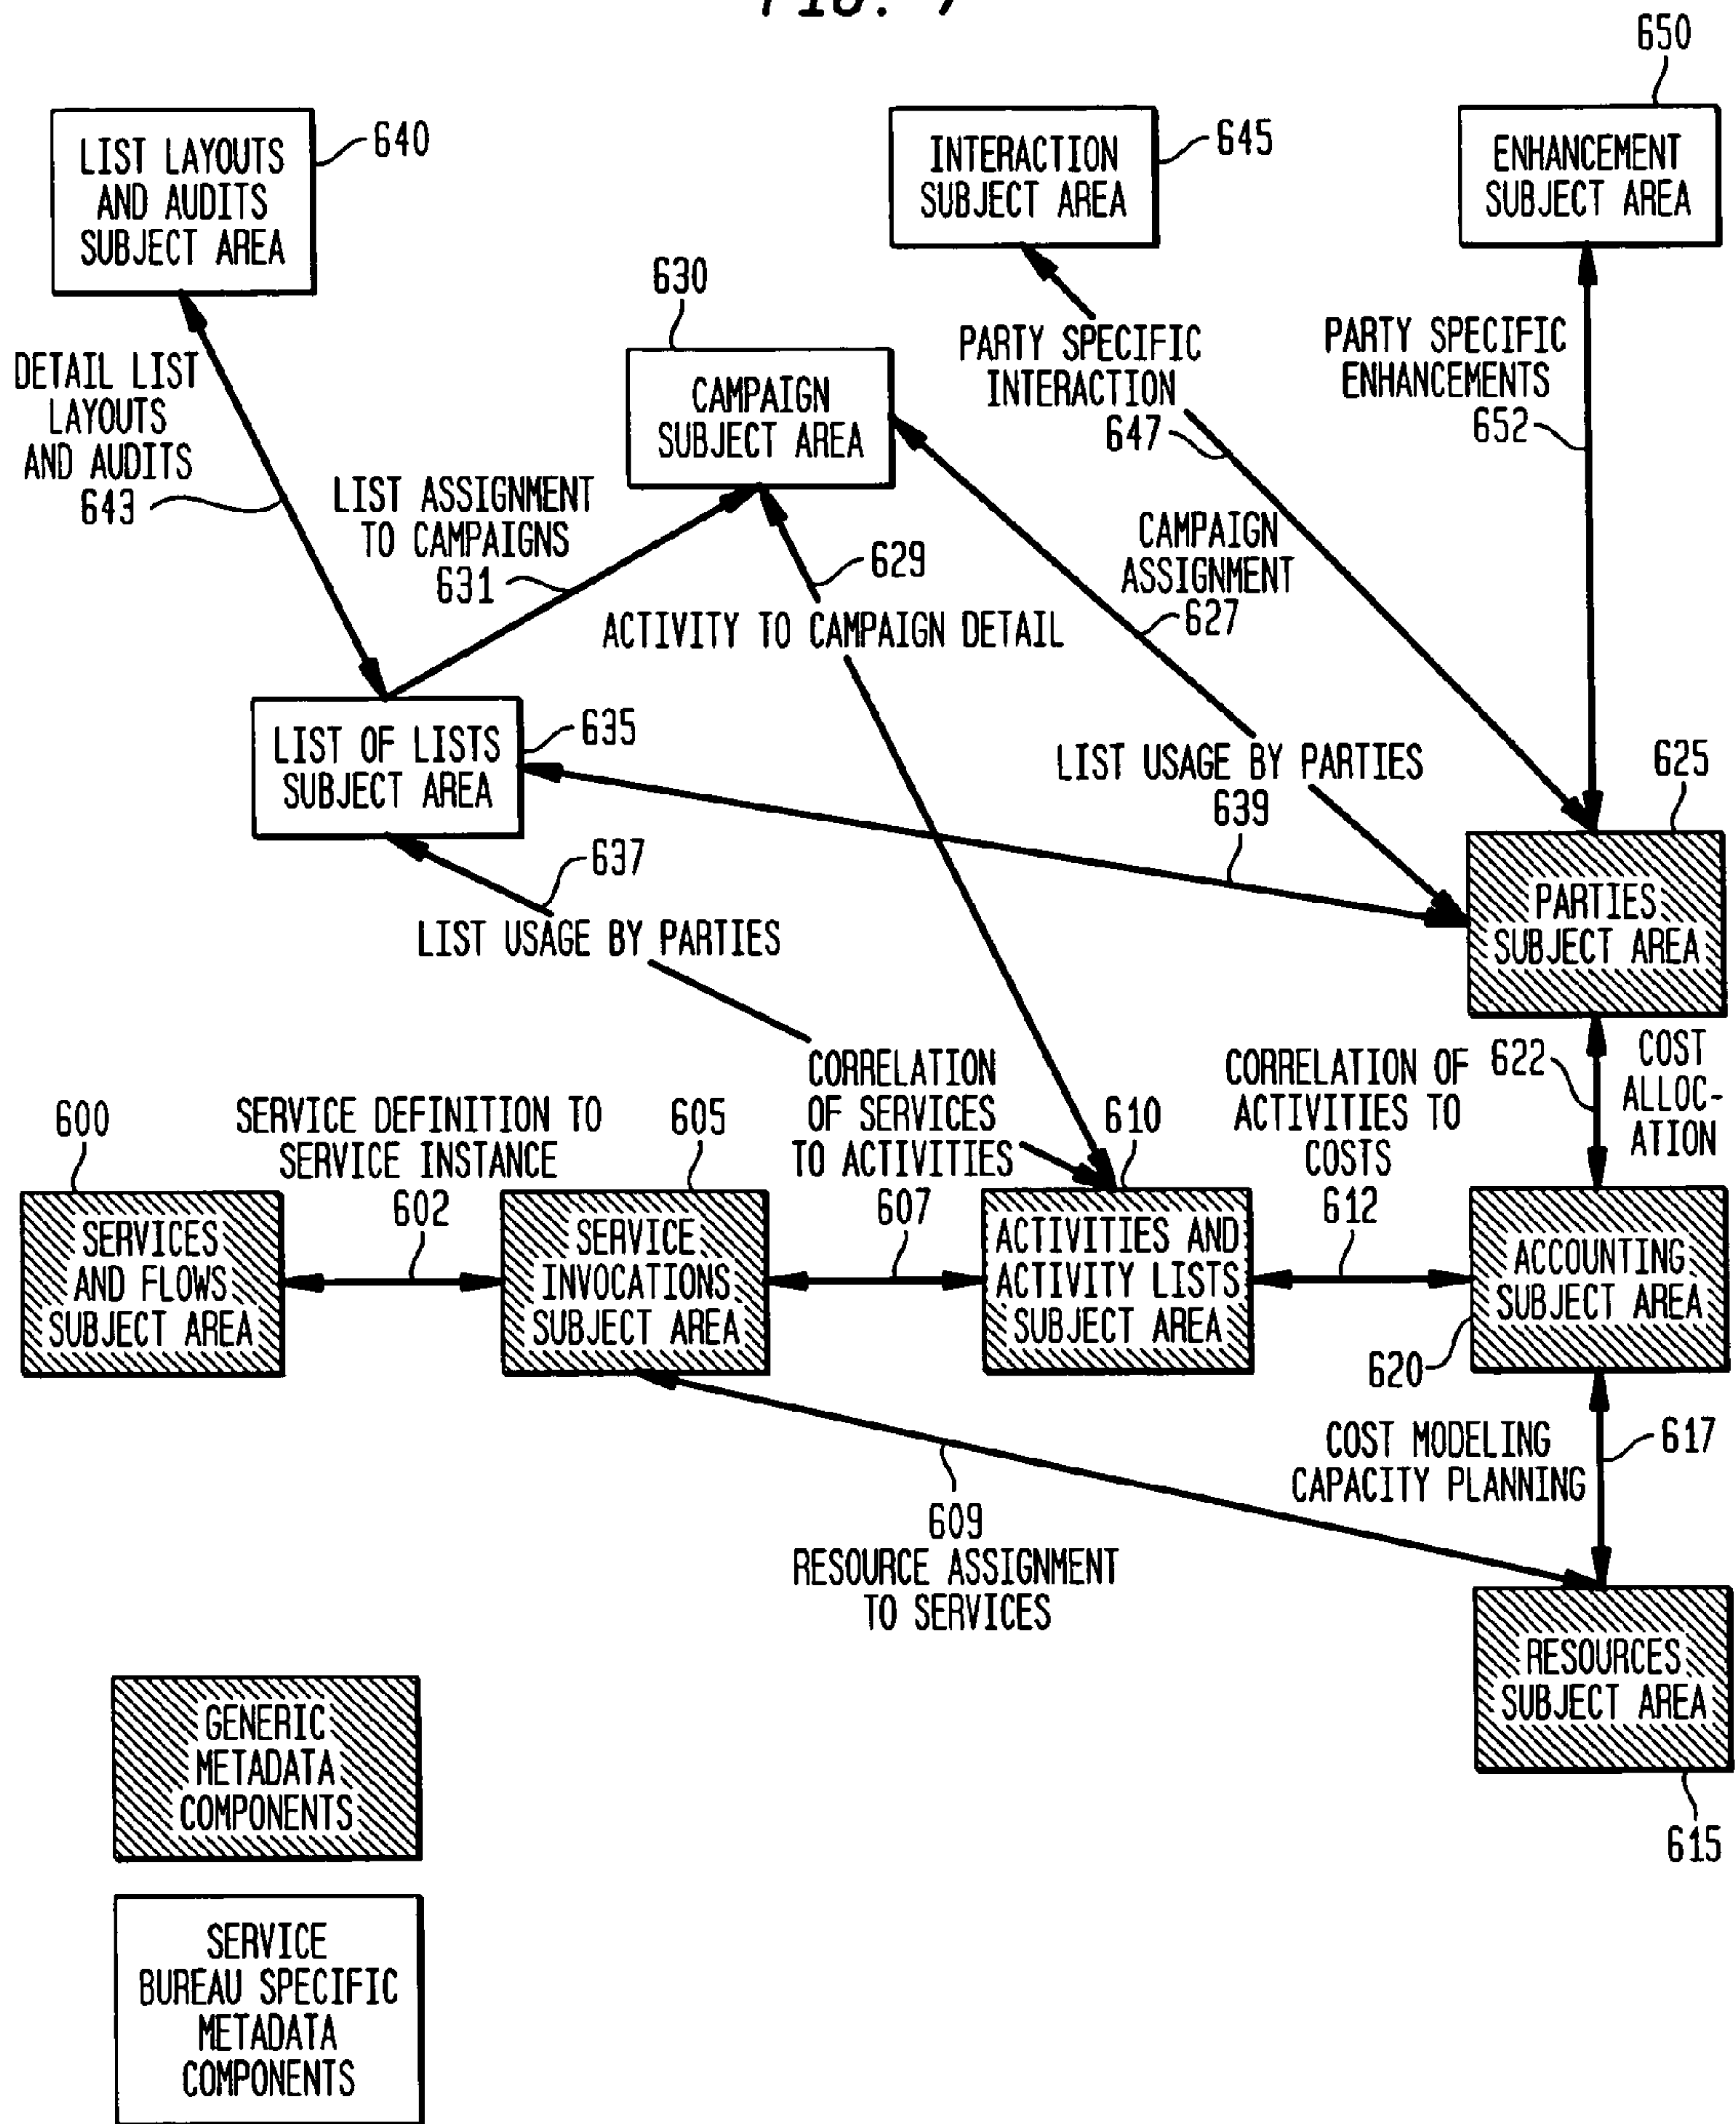 FIG. 7
650
LIST LAYOUTS
AND AUDITS
SUBJECT AREA
640
INTERACTION
SUBJECT AREA
645
ENHANCEMENT
SUBJECT AREA
630
CAMPAIGN
SUBJECT AREA
DETAIL LIST
LAYOUTS
AND AUDITS
643
LIST ASSIGNMENT
TO CAMPAIGNS
631
PARTY SPECIFIC
INTERACTION
647
PARTY SPECIFIC
ENHANCEMENTS
652
629
CAMPAIGN
ASSIGNMENT
627
ACTIVITY TO CAMPAIGN DETAIL
LIST OF LISTS
SUBJECT AREA
635
LIST USAGE BY PARTIES
639
625
637
LIST USAGE BY PARTIES
PARTIES
SUBJECT AREA
600
SERVICE DEFINITION TO
SERVICE INSTANCE
602
605
CORRELATION
OF SERVICES
TO ACTIVITIES
607
610
CORRELATION OF
ACTIVITIES TO
COSTS
612
622
COST
ALLOC-
ATION
SERVICES
AND FLOWS
SUBJECT AREA
SERVICE
INVOCATIONS
SUBJECT AREA
ACTIVITIES AND
ACTIVITY LISTS
SUBJECT AREA
ACCOUNTING
SUBJECT AREA
620
COST MODELING
CAPACITY PLANNING
617
609
RESOURCE ASSIGNMENT
TO SERVICES
RESOURCES
SUBJECT AREA
615
GENERIC
METADATA
COMPONENTS
SERVICE
BUREAU SPECIFIC
METADATA
COMPONENTS